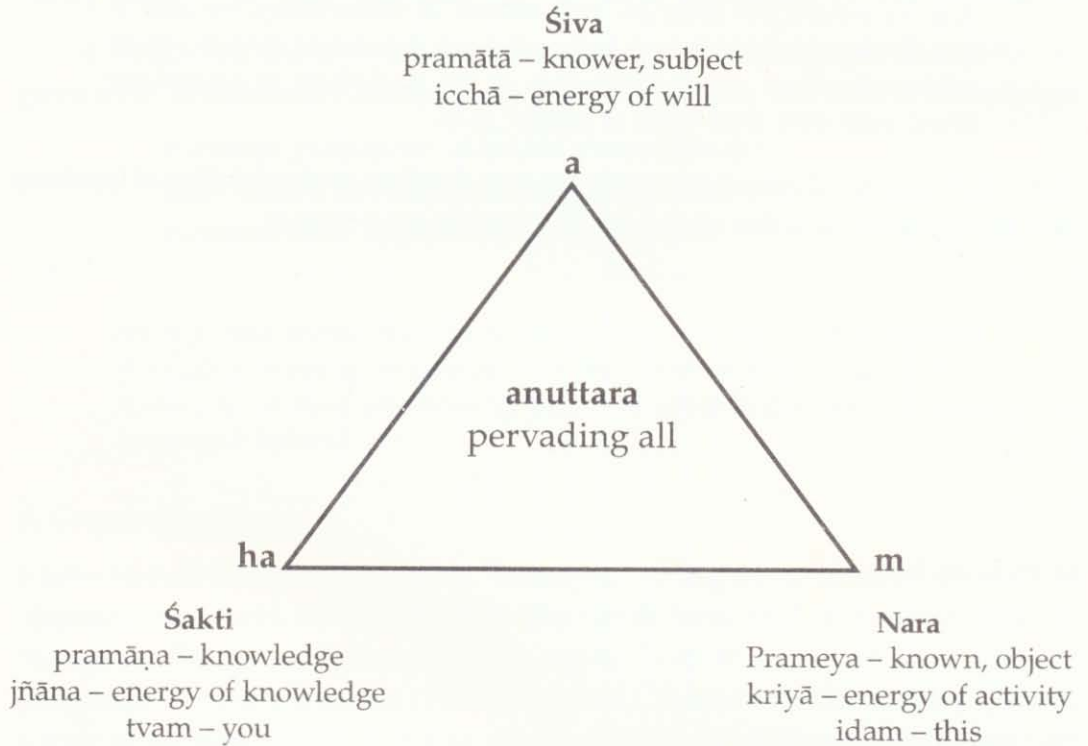 Śiva
pramātā – knower, subject
icchā – energy of will
a
anuttara
pervading all
ha
m
Śakti
pramāṇa – knowledge
jñāna – energy of knowledge
tvam – you
Nara
Prameya – known, object
kriyā – energy of activity
idam – this